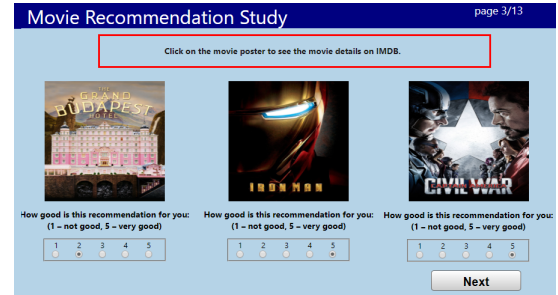 Movie Recommendation Study
page 3/13
Click on the movie poster to see the movie details on IMDB.
THE
GRAND
BUDAPEST
HOTEL
IRON MAN
CIVIL WAR
How good is this recommendation for you:
(1 – not good, 5 – very good)
1 2 3 4 5
How good is this recommendation for you:
(1 – not good, 5 – very good)
1 2 3 4 5
How good is this recommendation for you:
(1 – not good, 5 – very good)
1 2 3 4 5
Next